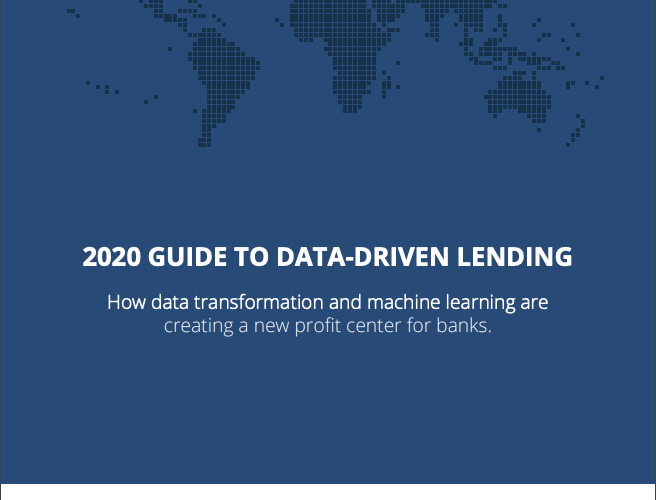 2020 GUIDE TO DATA-DRIVEN LENDING
How data transformation and machine learning are
creating a new profit center for banks.